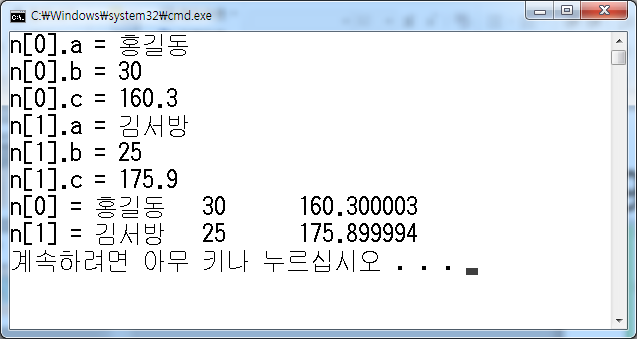 C:₩Windows₩system32₩cmd.exe
n[0].a = 홍길동
n[0].b = 30
n[0].c = 160.3
n[1].a = 김서방
n[1].b = 25
n[1].c = 175.9
n[0] = 홍길동 30 160.300003
n[1] = 김서방 25 175.899994
계속하려면 아무 키나 누르십시오 . . .